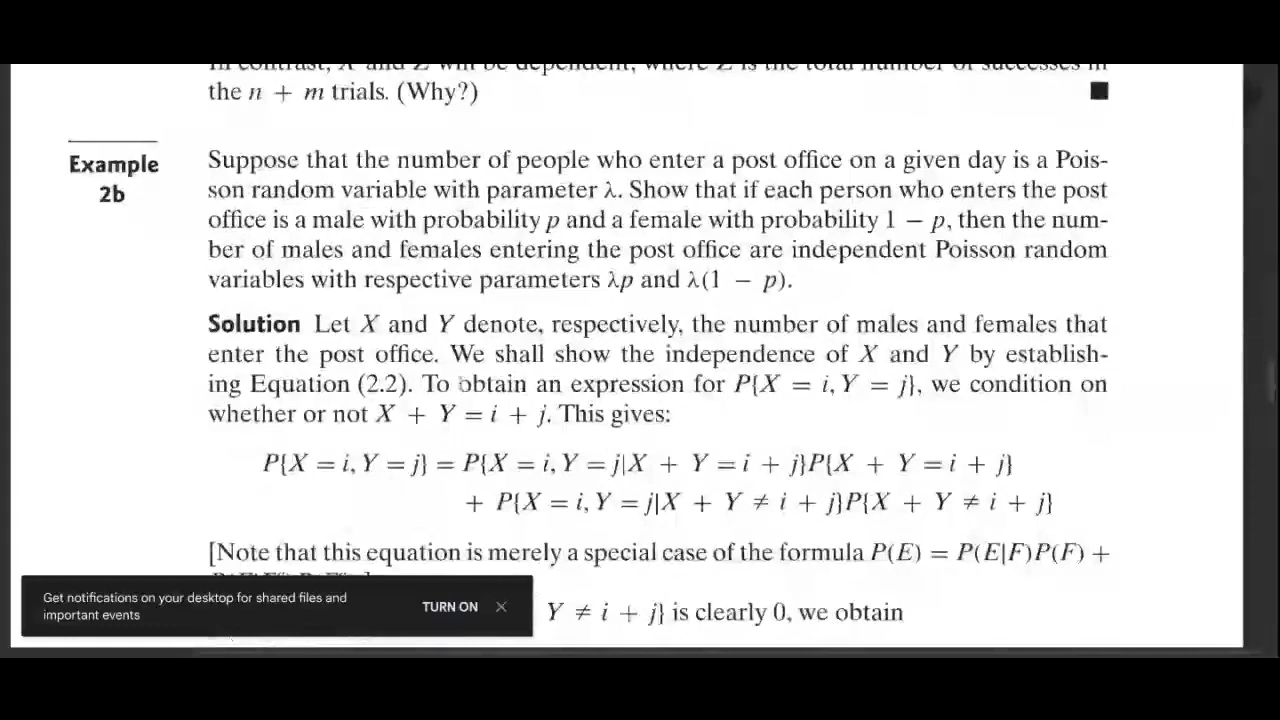 the n + m trials. (Why?)
Example
2b
Suppose that the number of people who enter a post office on a given day is a Pois-
son random variable with parameter λ. Show that if each person who enters the post
office is a male with probability p and a female with probability 1 − p, then the num-
ber of males and females entering the post office are independent Poisson random
variables with respective parameters λp and λ(1 − p).
Solution Let X and Y denote, respectively, the number of males and females that
enter the post office. We shall show the independence of X and Y by establish-
ing Equation (2.2). To obtain an expression for P{X = i, Y = j}, we condition on
whether or not X + Y = i + j. This gives:
P{X = i, Y = j} = P{X = i, Y = j|X + Y = i + j}P{X + Y = i + j}
+ P{X = i, Y = j|X + Y ≠ i + j}P{X + Y ≠ i + j}
[Note that this equation is merely a special case of the formula P(E) = P(E|F)P(F) +
Get notifications on your desktop for shared files and
important events
TURN ON
Y ≠ i + j} is clearly 0, we obtain